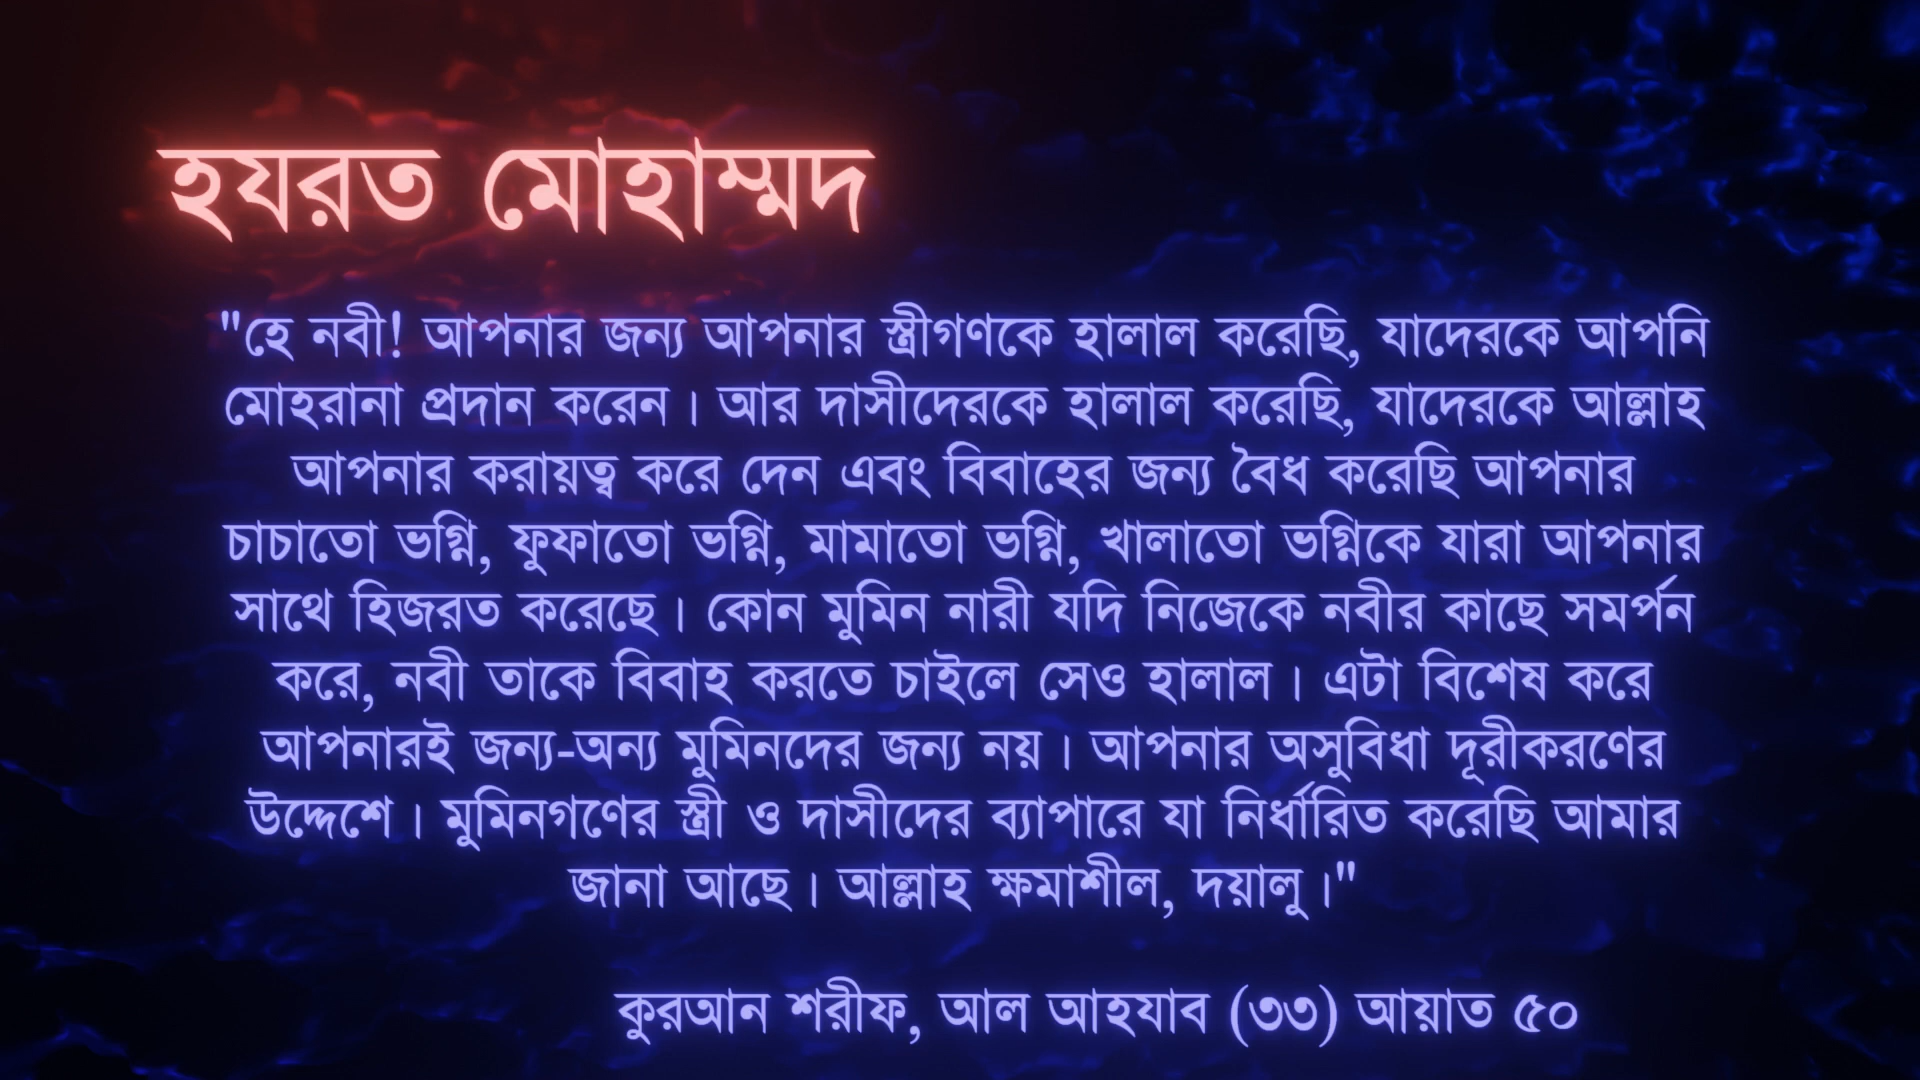 হযরত মোহাম্মদ
"হে নবী! আপনার জন্য আপনার স্ত্রীগণকে হালাল করেছি, যাদেরকে আপনি
মোহরানা প্রদান করেন। আর দাসীদেরকে হালাল করেছি, যাদেরকে আল্লাহ
আপনার করায়ত্ব করে দেন এবং বিবাহের জন্য বৈধ করেছি আপনার
চাচাতো ভগ্নি, ফুফাতো ভগ্নি, মামাতো ভগ্নি, খালাতো ভগ্নিকে যারা আপনার
সাথে হিজরত করেছে। কোন মুমিন নারী যদি নিজেকে নবীর কাছে সমর্পন
করে, নবী তাকে বিবাহ করতে চাইলে সেও হালাল। এটা বিশেষ করে
আপনারই জন্য-অন্য মুমিনদের জন্য নয়। আপনার অসুবিধা দূরীকরণের
উদ্দেশে। মুমিনগণের স্ত্রী ও দাসীদের ব্যাপারে যা নির্ধারিত করেছি আমার
জানা আছে। আল্লাহ ক্ষমাশীল, দয়ালু।"
কুরআন শরীফ, আল আহযাব (৩৩) আয়াত ৫০